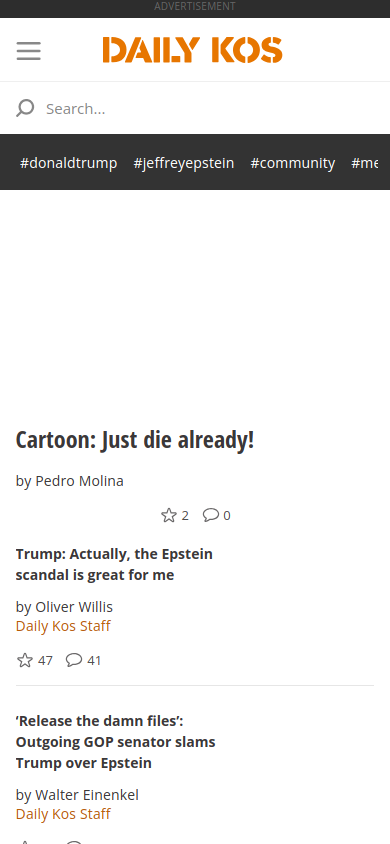 ADVERTISEMENT
DAILY KOS
Search...
#donaldtrump #jeffreyepstein #community #me
Cartoon: Just die already!
by Pedro Molina
2 0
Trump: Actually, the Epstein
scandal is great for me
by Oliver Willis
Daily Kos Staff
47 41
‘Release the damn files’:
Outgoing GOP senator slams
Trump over Epstein
by Walter Einenkel
Daily Kos Staff